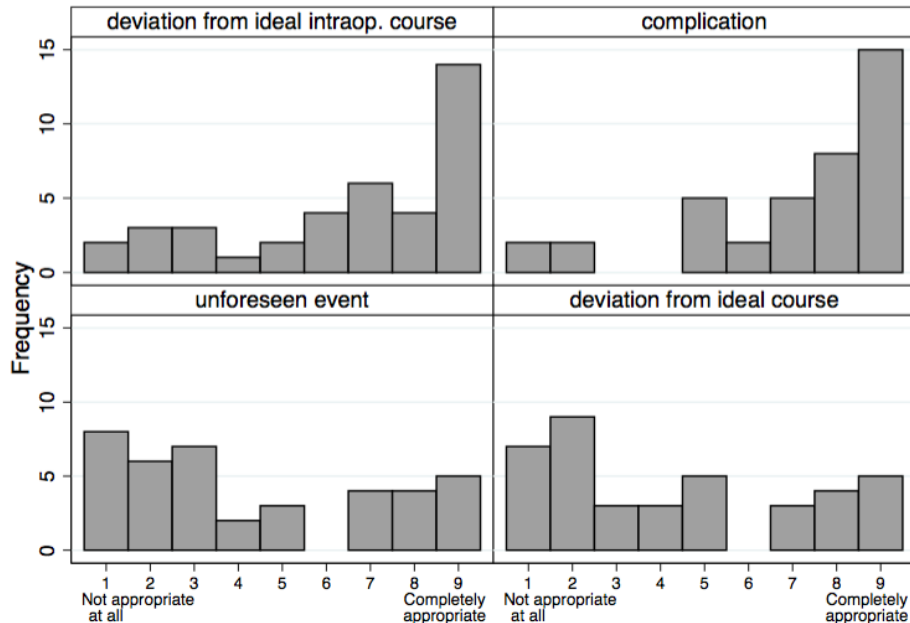 deviation from ideal intraop. course
complication
15
10
5
0
unforeseen event
deviation from ideal course
15
10
5
0
Frequency
1 2 3 4 5 6 7 8 9
Not appropriate
at all
Completely
appropriate
1 2 3 4 5 6 7 8 9
Not appropriate
at all
Completely
appropriate